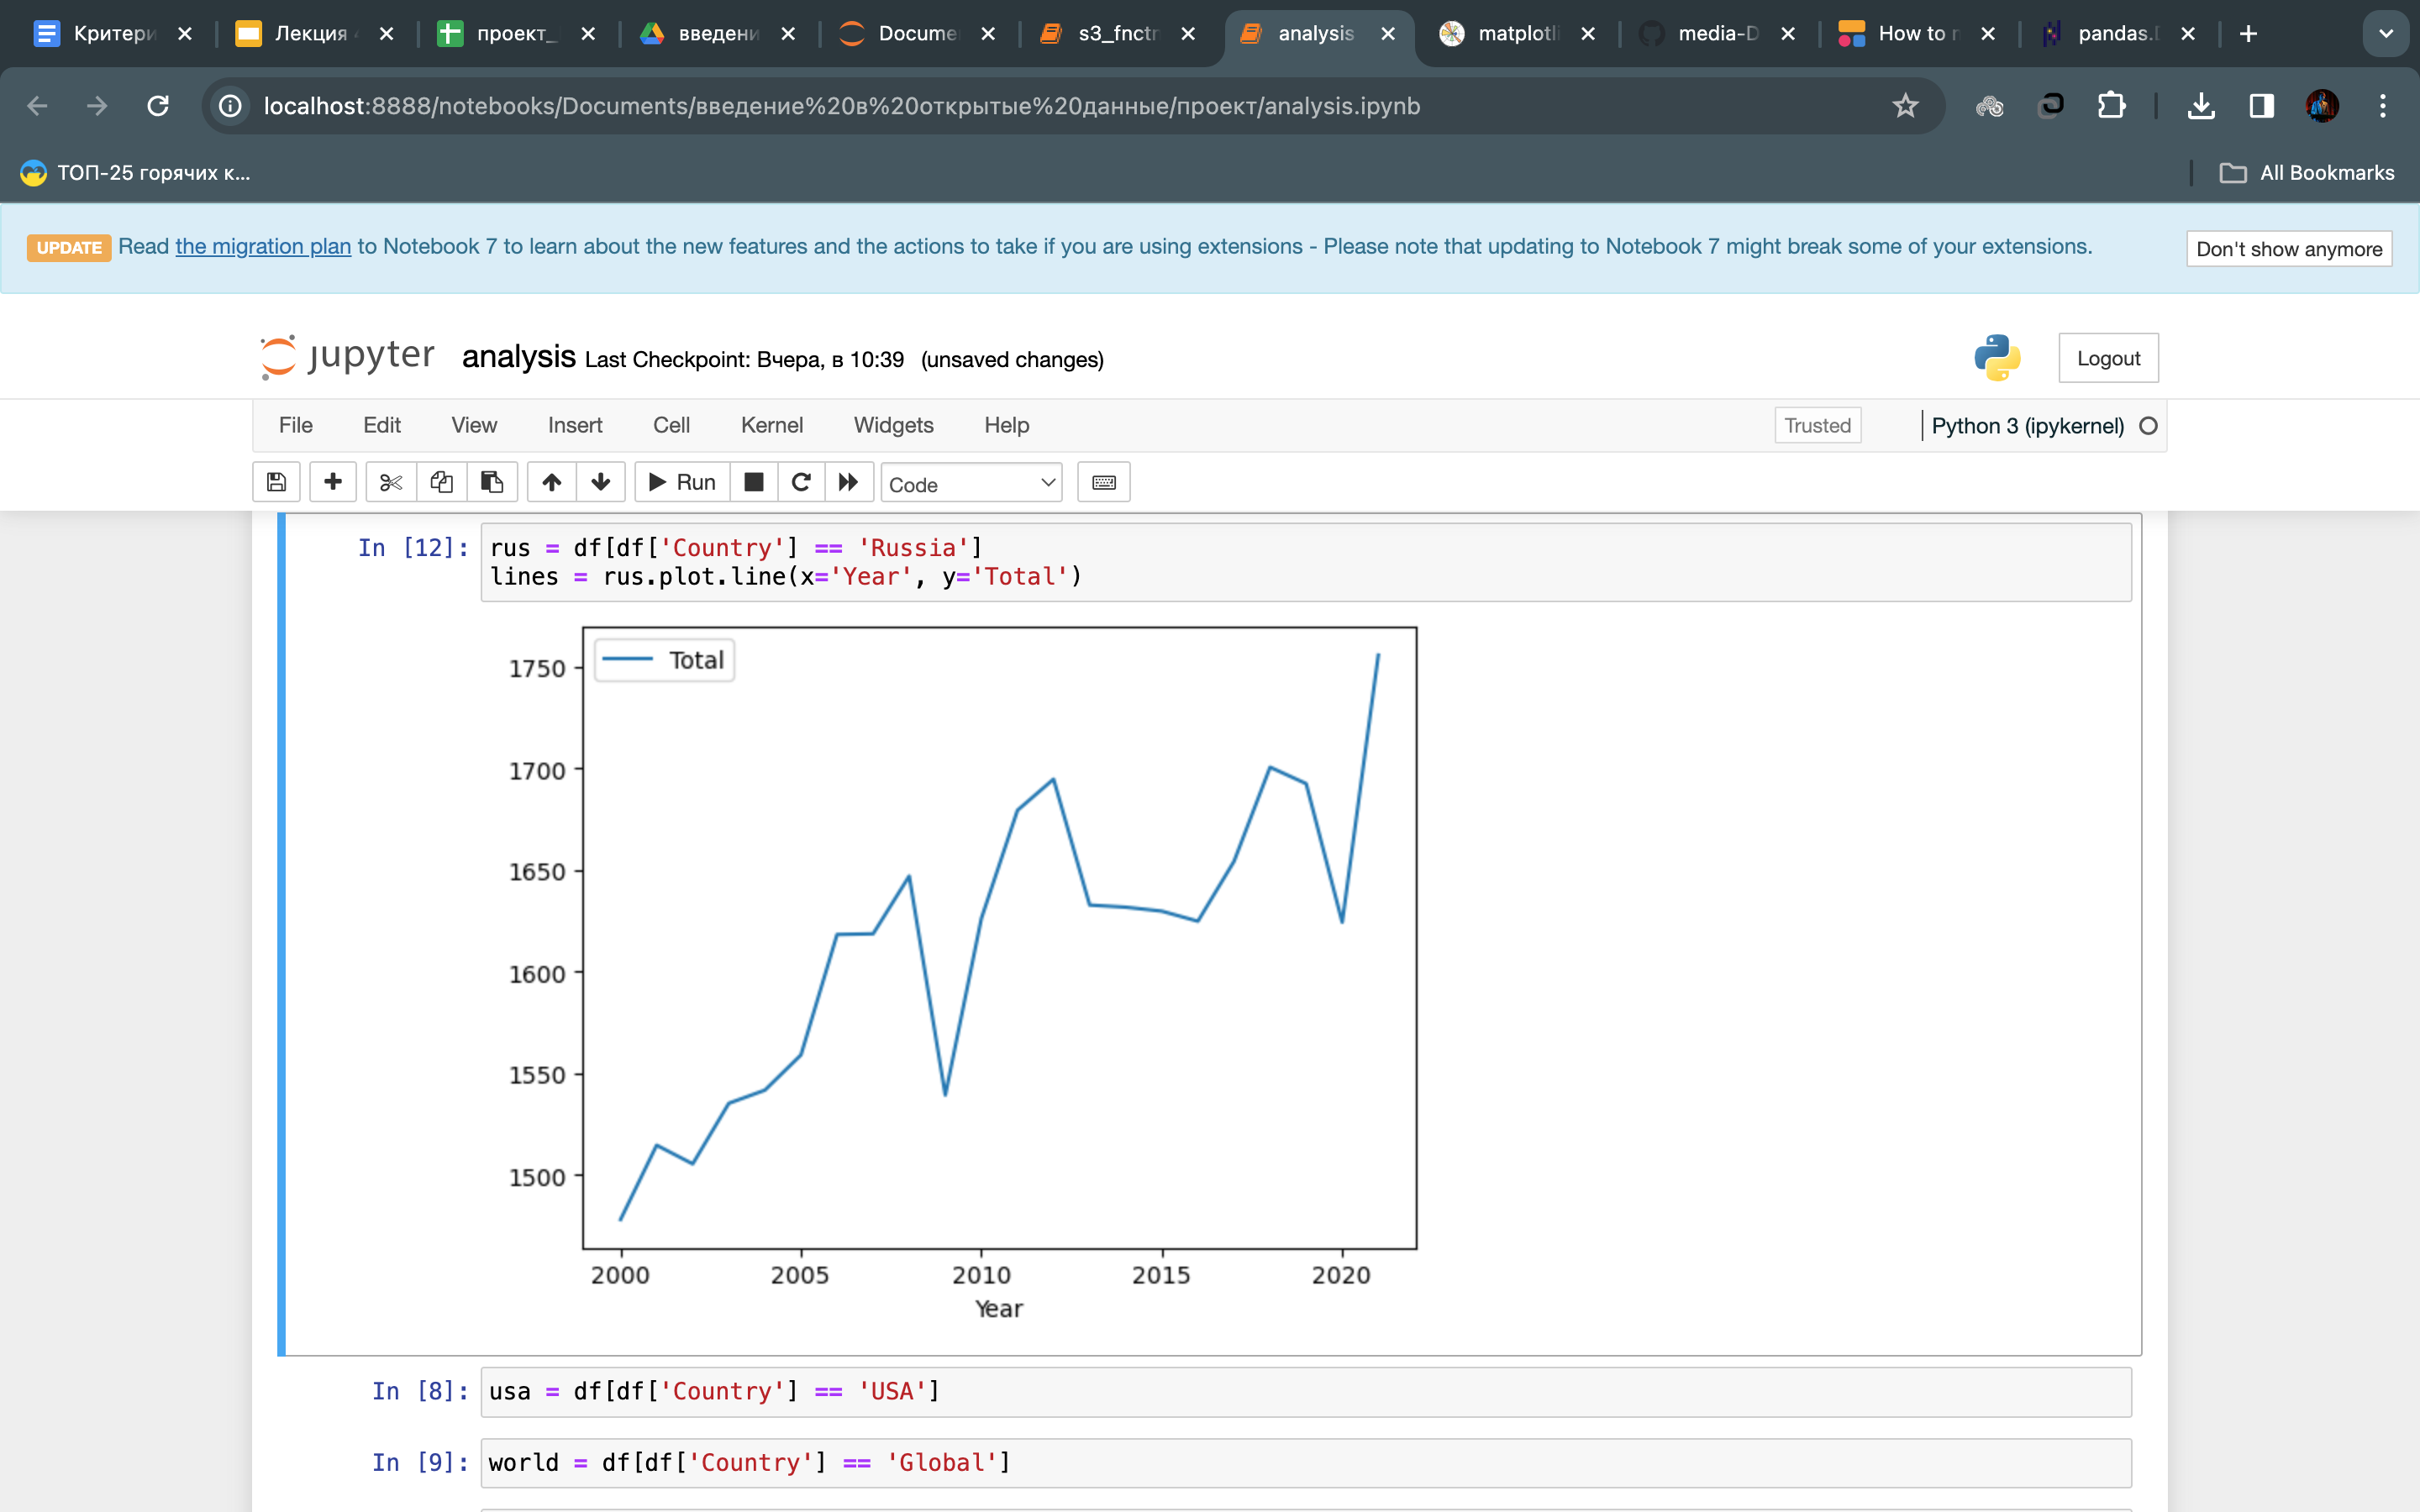 Критери
Лекция 4
проект_
введени
Docume
s3_fnctr
analysis
matplotli
media-D
How to r
pandas.D
localhost:8888/notebooks/Documents/введение%20в%20открытые%20данные/проект/analysis.ipynb
ТОП-25 горячих к...
All Bookmarks
UPDATE Read the migration plan to Notebook 7 to learn about the new features and the actions to take if you are using extensions - Please note that updating to Notebook 7 might break some of your extensions.
Don't show anymore
jupyter analysis Last Checkpoint: Вчера, в 10:39 (unsaved changes)
Logout
File Edit View Insert Cell Kernel Widgets Help
Trusted
Python 3 (ipykernel)
Run
Code
In [12]: rus = df[df['Country'] == 'Russia']
lines = rus.plot.line(x='Year', y='Total')
Total
1750
1700
1650
1600
1550
1500
2000 2005 2010 2015 2020
Year
In [8]: usa = df[df['Country'] == 'USA']
In [9]: world = df[df['Country'] == 'Global']